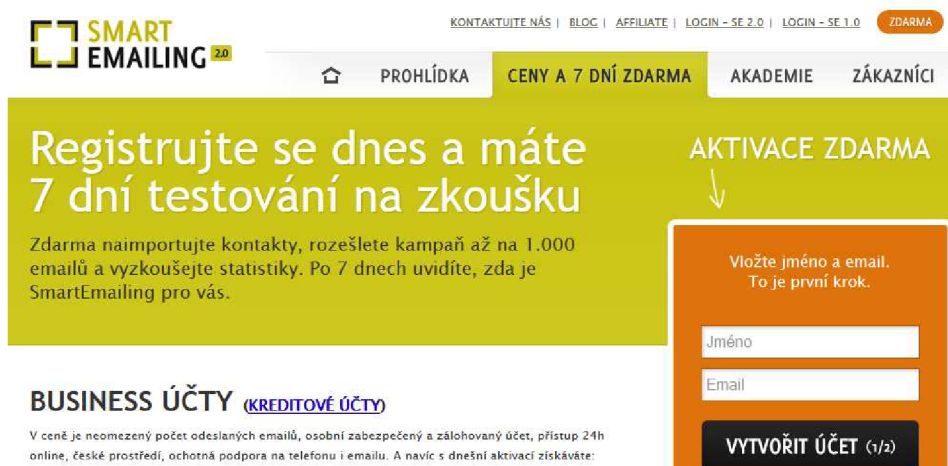 SMART
EMAILING 2.0
KONTAKTUJTE NÁS | BLOG | AFFILIATE | LOGIN - SE 2.0 | LOGIN - SE 1.0 ZDARMA
PROHLÍDKA CENY A 7 DNÍ ZDARMA AKADEMIE ZÁKAZNÍCI
Registrujte se dnes a máte
7 dní testování na zkoušku
Zdarma naimportujte kontakty, rozešlete kampaň až na 1.000
emailů a vyzkoušejte statistiky. Po 7 dnech uvidíte, zda je
SmartEmailing pro vás.
AKTIVACE ZDARMA
Vložte jméno a email.
To je první krok.
Jméno
Email
VYTVOŘIT ÚČET (1/2)
BUSINESS ÚČTY (KREDITOVÉ ÚČTY)
V ceně je neomezený počet odeslaných emailů, osobní zabezpečený a zálohovaný účet, přístup 24h
online, české prostředí, ochotná podpora na telefonu i emailu. A navíc s dnešní aktivací získáváte: